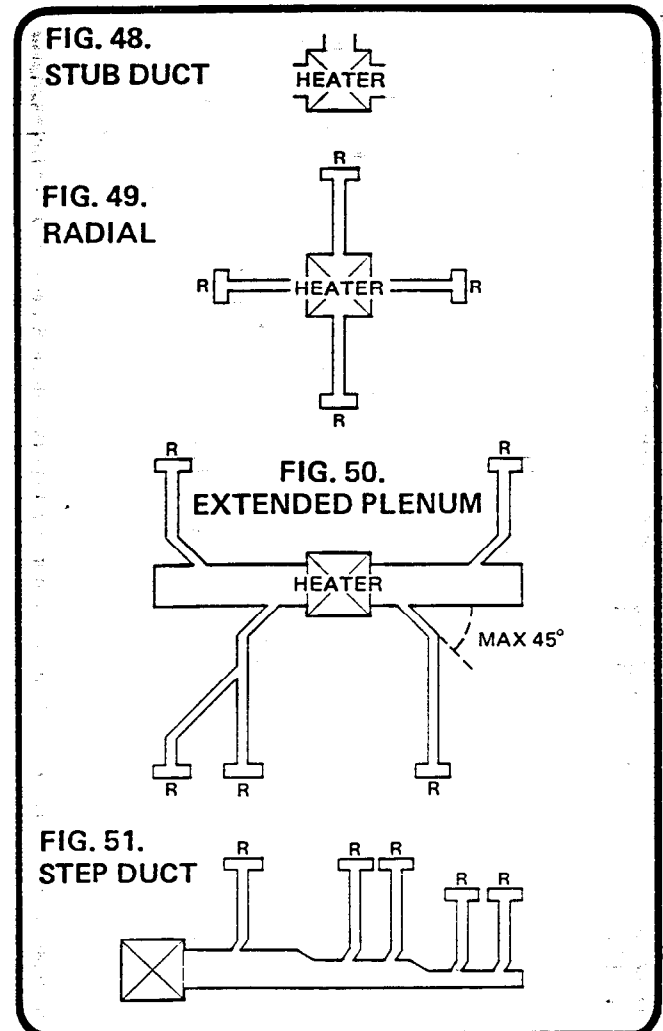 FIG. 48.
STUB DUCT
HEATER
FIG. 49.
RADIAL
R
R HEATER R
R
R R
FIG. 50.
EXTENDED PLENUM
HEATER
MAX 45°
R R R
FIG. 51.
STEP DUCT
R R R
R R